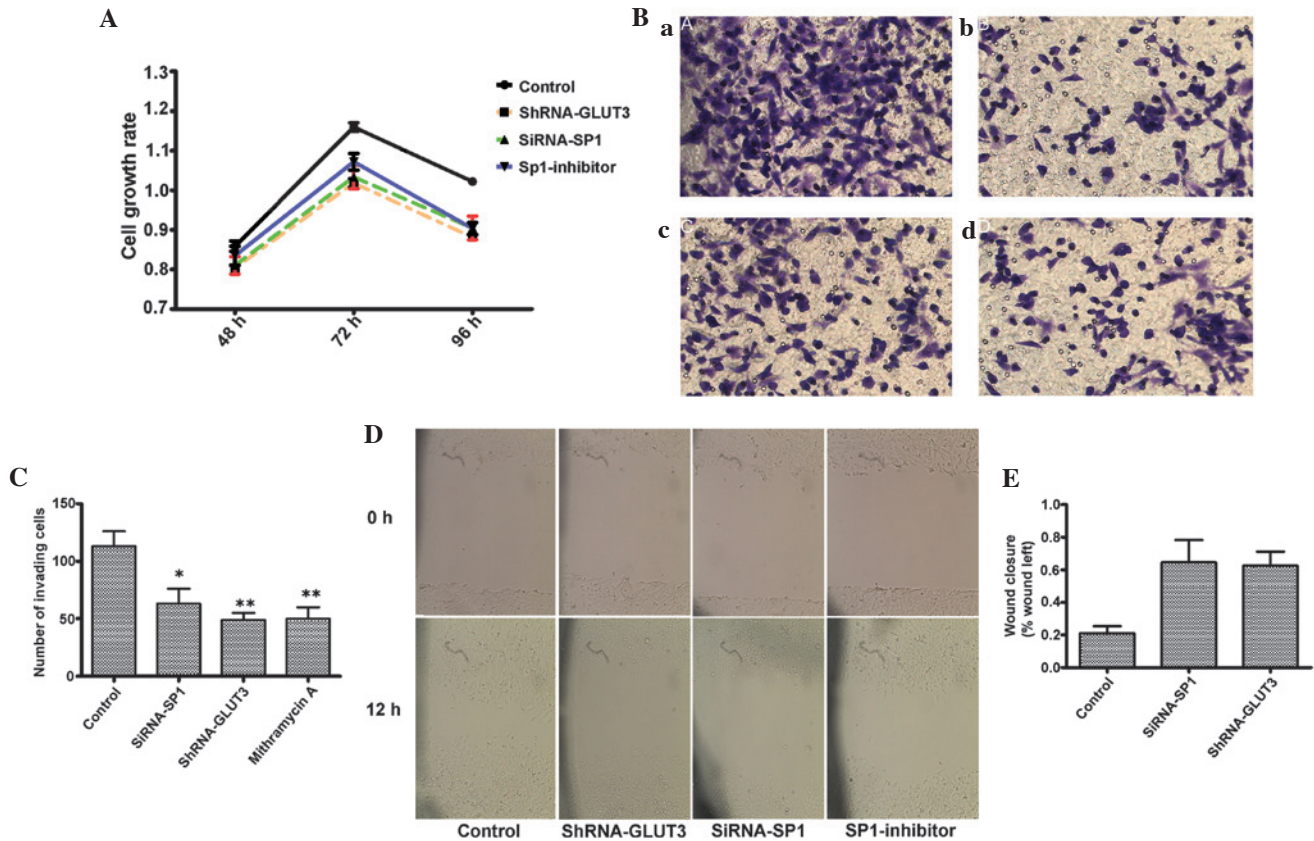 A
Cell growth rate
1.3
1.2
1.1
1.0
0.9
0.8
0.7
48 h
72 h
96 h
Control
ShRNA-GLUT3
SiRNA-SP1
Sp1-inhibitor
B
a
A
b
B
c
C
d
D
C
Number of invading cells
150
100
50
0
*
**
**
Control
SiRNA-SP1
ShRNA-GLUT3
Mithramycin A
D
0 h
12 h
Control
ShRNA-GLUT3
SiRNA-SP1
SP1-inhibitor
E
Wound closure
(% wound left)
1.0
0.8
0.6
0.4
0.2
0.0
Control
SiRNA-SP1
ShRNA-GLUT3